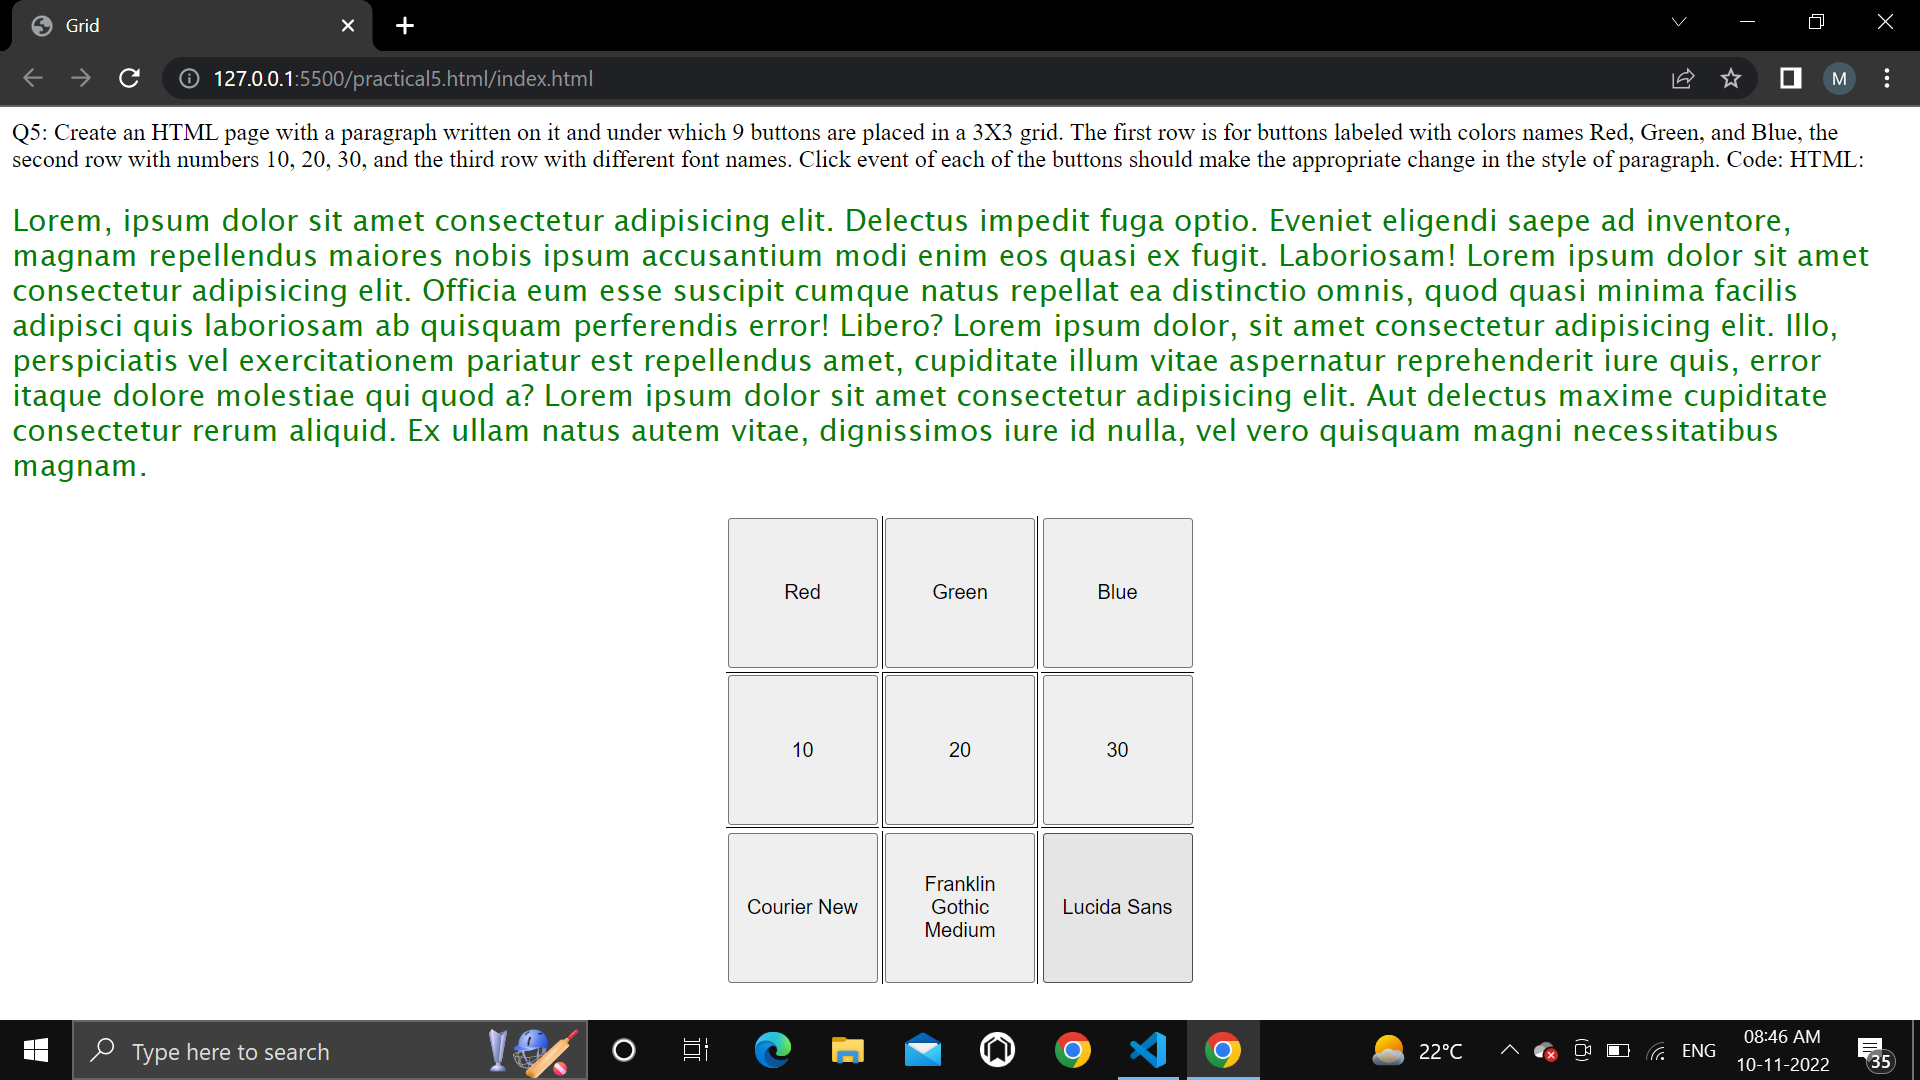 Grid
127.0.0.1:5500/practical5.html/index.html
M
Q5: Create an HTML page with a paragraph written on it and under which 9 buttons are placed in a 3X3 grid. The first row is for buttons labeled with colors names Red, Green, and Blue, the
second row with numbers 10, 20, 30, and the third row with different font names. Click event of each of the buttons should make the appropriate change in the style of paragraph. Code: HTML:
Lorem, ipsum dolor sit amet consectetur adipisicing elit. Delectus impedit fuga optio. Eveniet eligendi saepe ad inventore,
magnam repellendus maiores nobis ipsum accusantium modi enim eos quasi ex fugit. Laboriosam! Lorem ipsum dolor sit amet
consectetur adipisicing elit. Officia eum esse suscipit cumque natus repellat ea distinctio omnis, quod quasi minima facilis
adipisci quis laboriosam ab quisquam perferendis error! Libero? Lorem ipsum dolor, sit amet consectetur adipisicing elit. Illo,
perspiciatis vel exercitationem pariatur est repellendus amet, cupiditate illum vitae aspernatur reprehenderit iure quis, error
itaque dolore molestiae qui quod a? Lorem ipsum dolor sit amet consectetur adipisicing elit. Aut delectus maxime cupiditate
consectetur rerum aliquid. Ex ullam natus autem vitae, dignissimos iure id nulla, vel vero quisquam magni necessitatibus
magnam.
Red
Green
Blue
10
20
30
Courier New
Franklin
Gothic
Medium
Lucida Sans
Type here to search
22°C
ENG
08:46 AM
10-11-2022
35